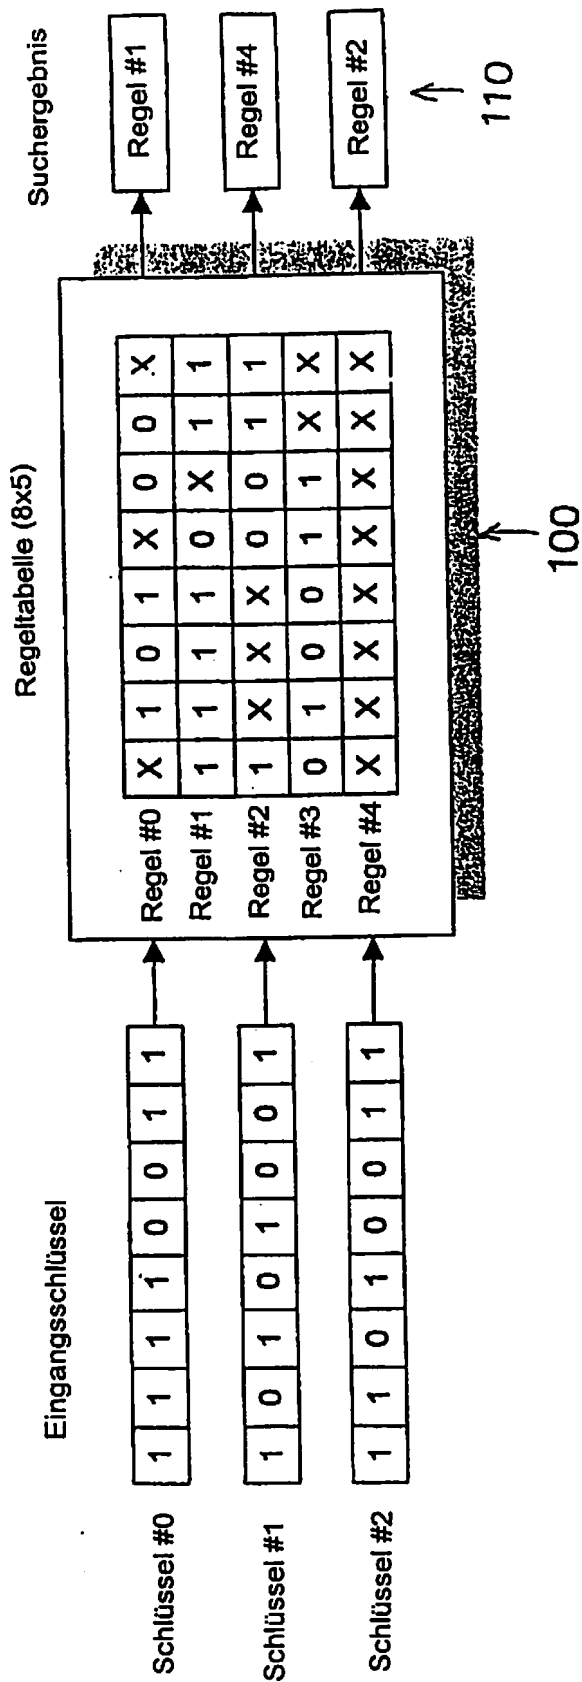 Eingangsschlüssel
Regeltabelle (8x5)
Suchergebnis
Schlüssel #0 1 1 1 1 0 0 1 1
Schlüssel #1 1 0 1 0 1 0 0 1
Schlüssel #2 1 1 0 1 0 0 1 1
Regel #0 X 1 0 1 X 0 0 X
Regel #1 1 1 1 1 0 X 1 1
Regel #2 1 X X X 0 0 1 1
Regel #3 0 1 0 0 1 1 X X
Regel #4 X X X X X X X X
Regel #1
Regel #4
Regel #2
100
110